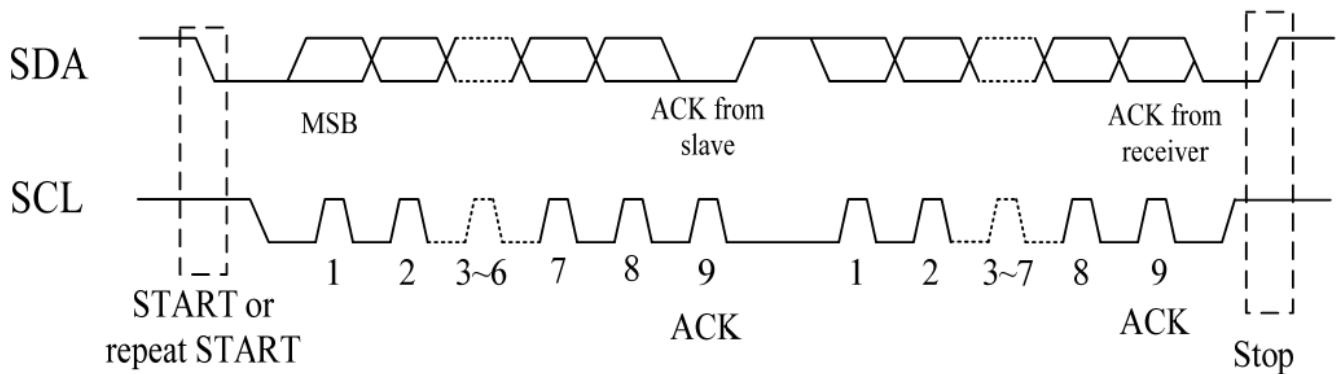 SDA
MSB
ACK from
slave
ACK from
receiver
SCL
1 2 3~6 7 8 9 1 2 3~7 8 9
START or
repeat START
ACK
ACK
Stop